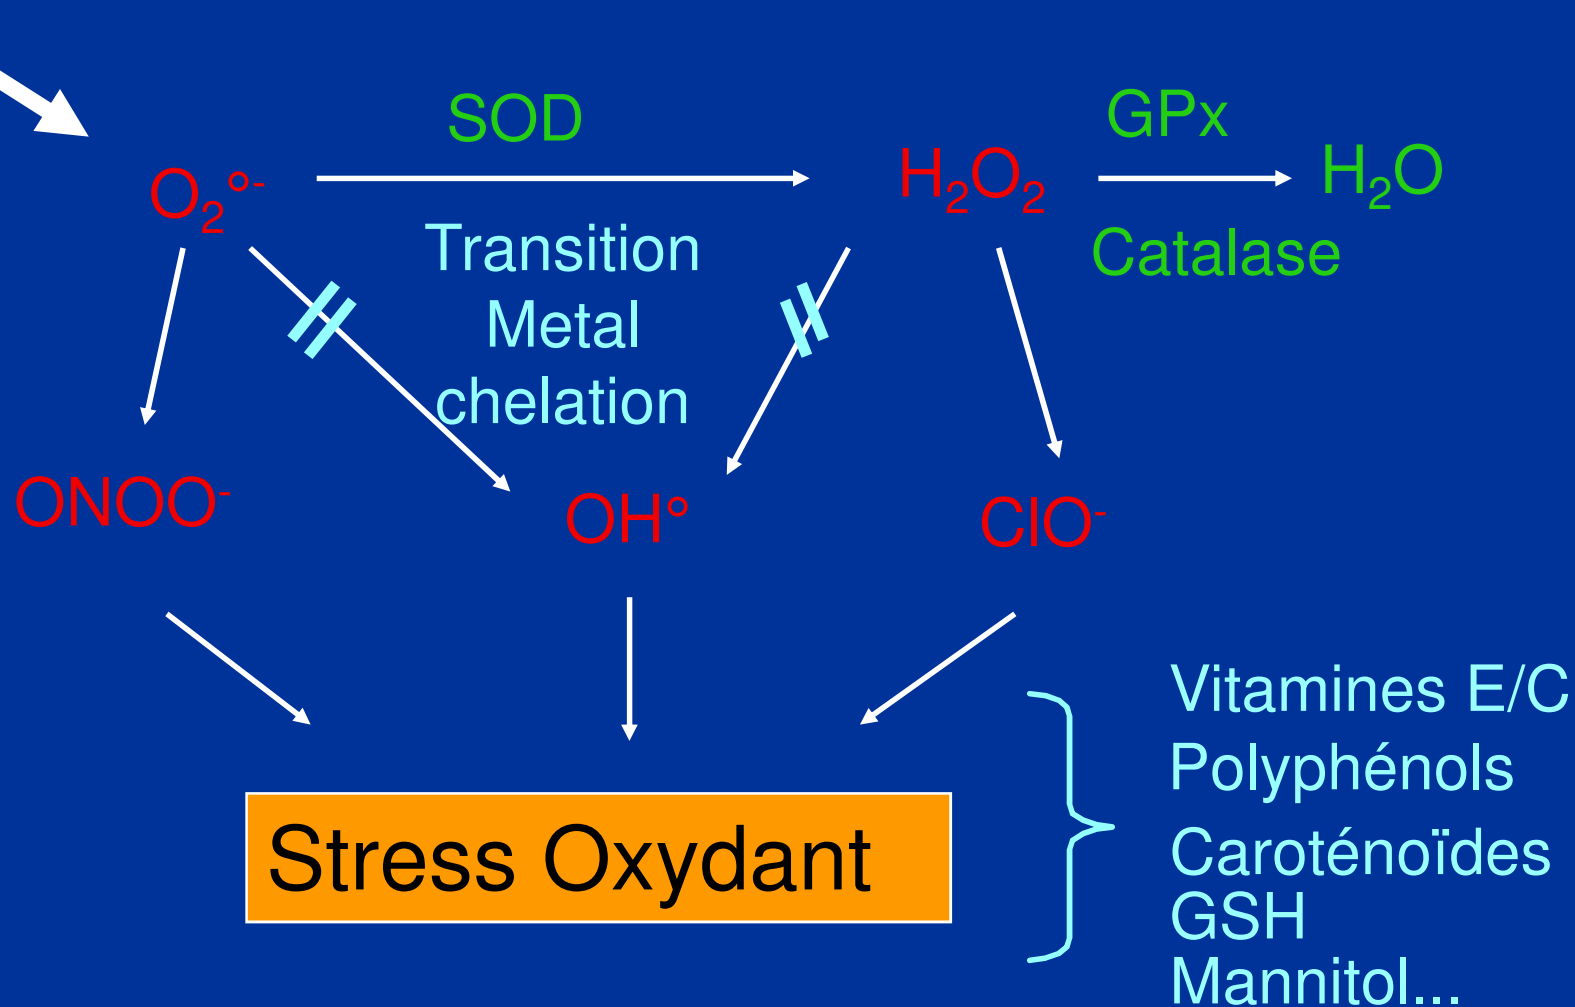 SOD
GPx
O₂°⁻
H₂O₂
H₂O
Transition
Metal
chelation
Catalase
ONOO⁻
OH°
ClO⁻
Stress Oxydant
Vitamines E/C
Polyphénols
Caroténoïdes
GSH
Mannitol...